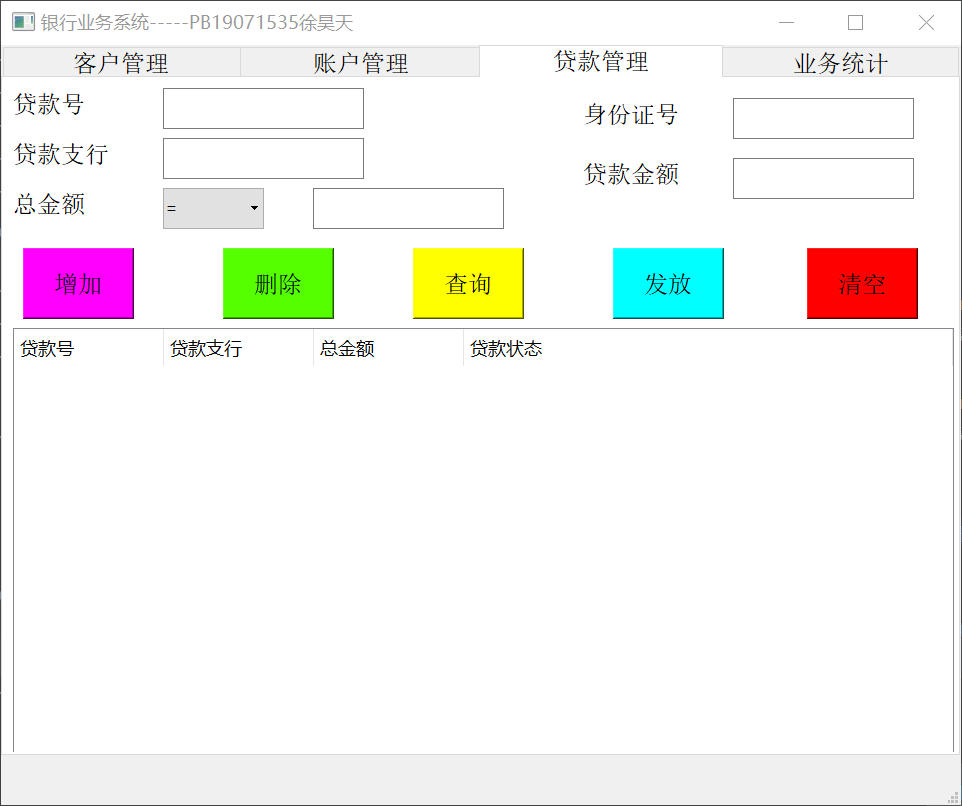 银行业务系统-----PB19071535徐昊天
客户管理 账户管理 贷款管理 业务统计
贷款号
身份证号
贷款支行
贷款金额
总金额 =
增加 删除 查询 发放 清空
贷款号 贷款支行 总金额 贷款状态